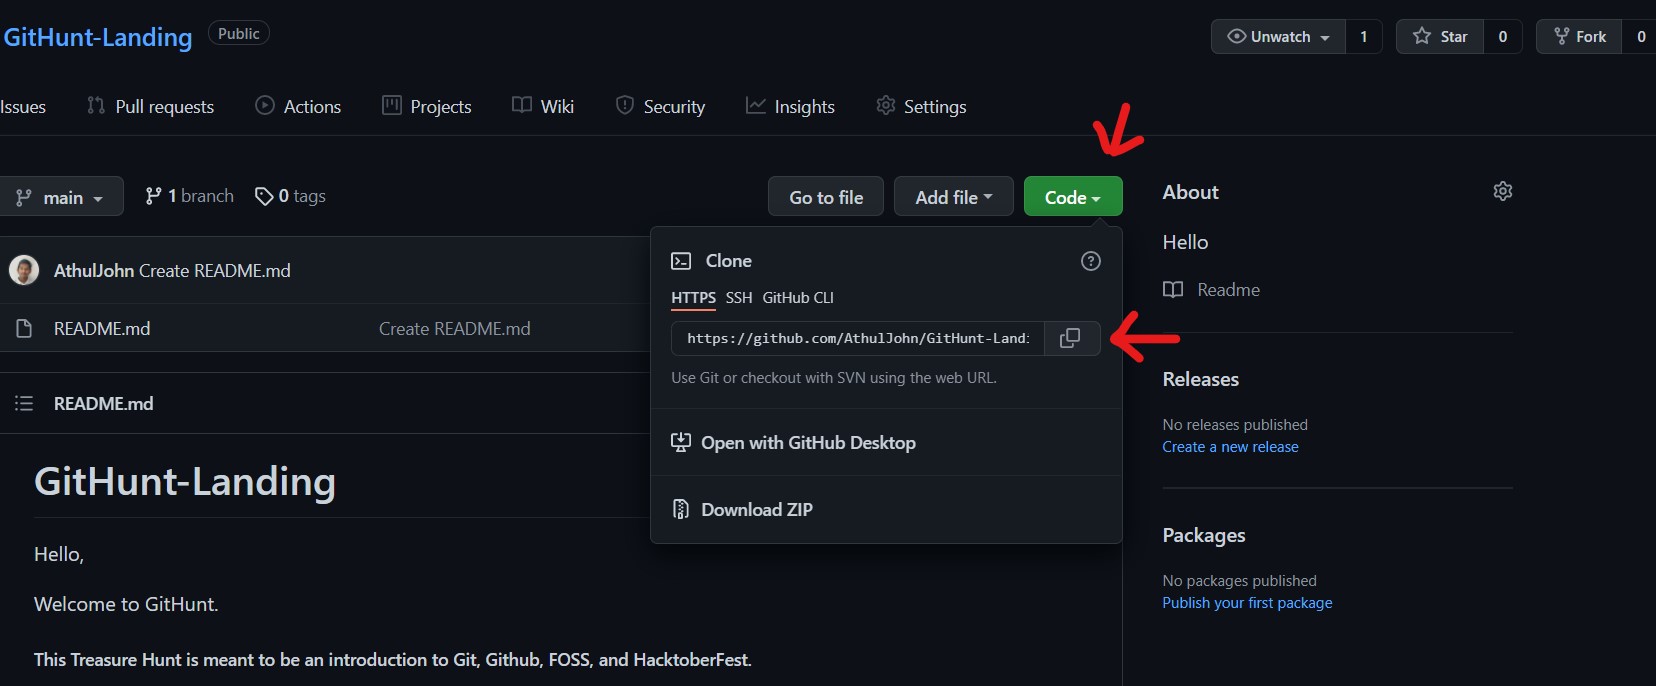 GitHunt-Landing Public Unwatch 1 Star 0 Fork 0
Issues Pull requests Actions Projects Wiki Security Insights Settings
main 1 branch 0 tags Go to file Add file Code
AthulJohn Create README.md
README.md Create README.md
README.md
GitHunt-Landing
Hello,
Welcome to GitHunt.
This Treasure Hunt is meant to be an introduction to Git, Github, FOSS, and HacktoberFest.
Clone
HTTPS SSH GitHub CLI
https://github.com/AthulJohn/GitHunt-Landi
Use Git or checkout with SVN using the web URL.
Open with GitHub Desktop
Download ZIP
About
Hello
Readme
Releases
No releases published
Create a new release
Packages
No packages published
Publish your first package